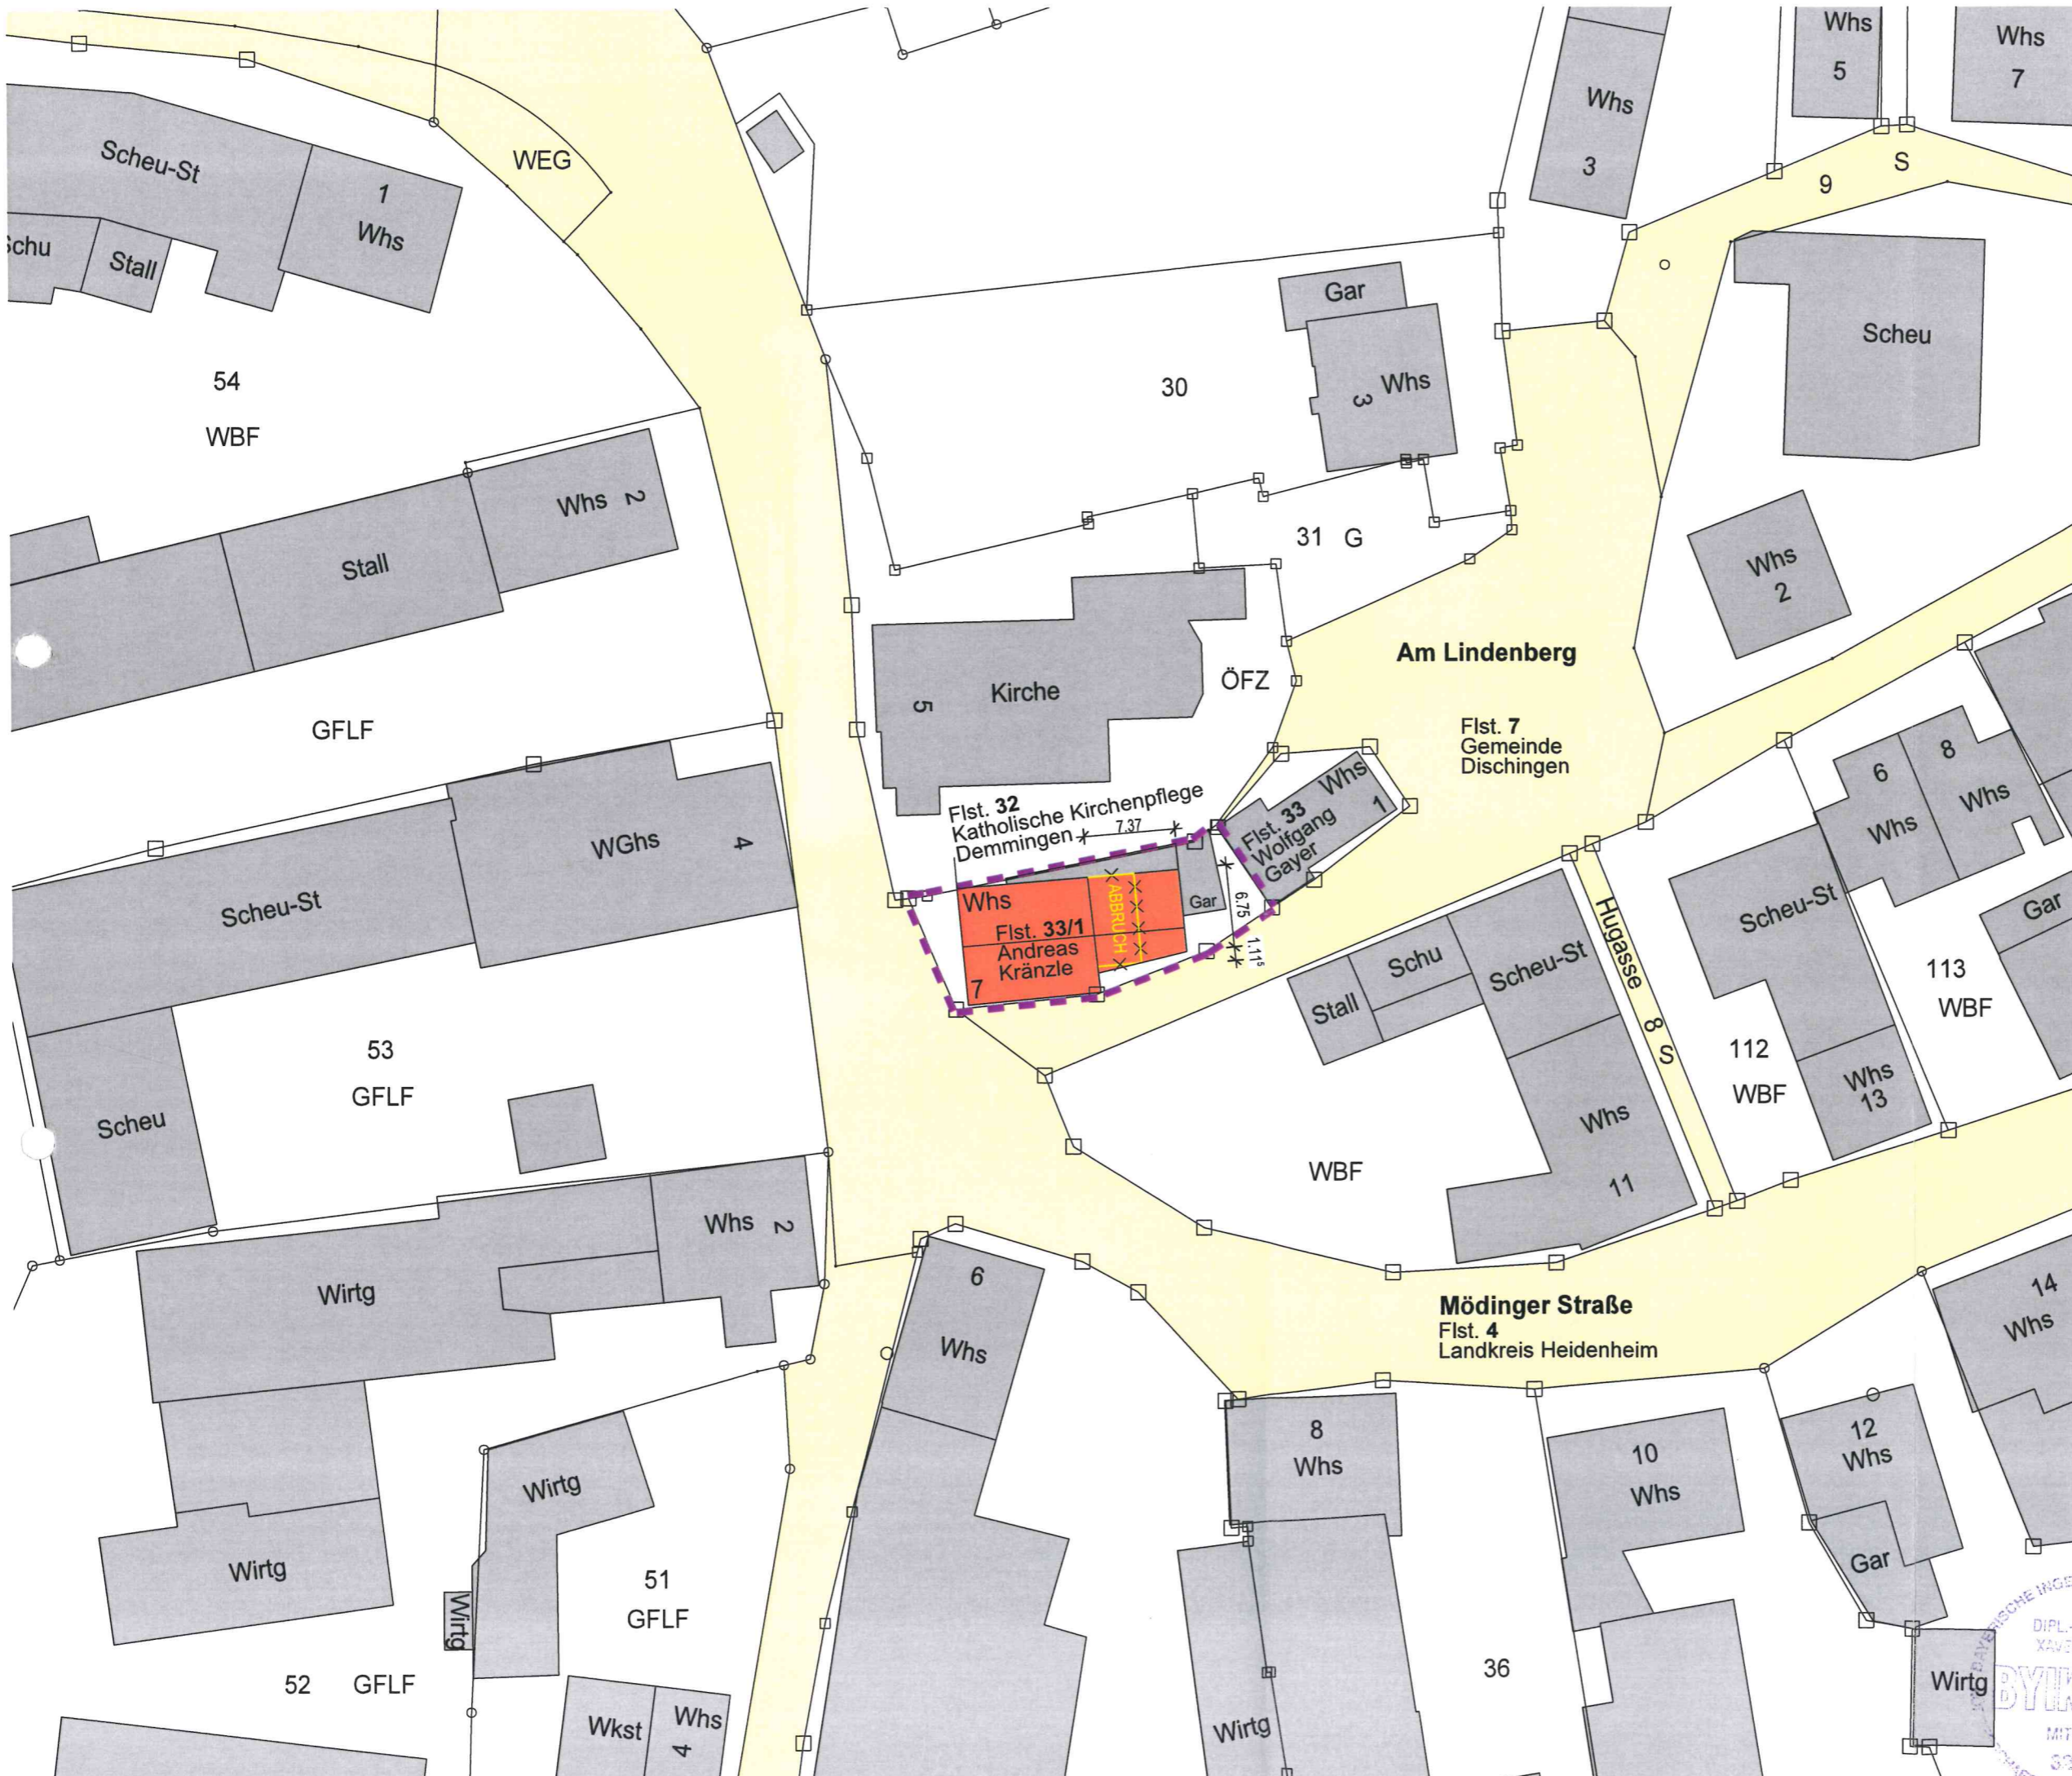 Whs
5
Whs
7
Whs
3
Scheu-St
1
Whs
WEG
S
9
Stall
Gar
Scheu
54
WBF
30
Whs
3
Whs
2
Stall
31 G
Whs
2
Am Lindenberg
Kirche
5
ÖFZ
GFLF
Flst. 7
Gemeinde
Dischingen
6
Whs
8
Whs
Flst. 32
Katholische Kirchenpflege
Demmingen
7.37
Whs
1
Flst. 33
Wolfgang
Gayer
WGhs
4
Scheu-St
Whs
Flst. 33/1
Andreas
Kränzle
7
ABBRUCH
Gar
6.75
1.11⁵
Hugasse
8
S
Scheu-St
Gar
Schu
Scheu-St
Stall
113
WBF
53
GFLF
112
WBF
Whs
13
Scheu
Whs
11
WBF
Whs
2
Wirtg
6
Whs
Mödinger Straße
Flst. 4
Landkreis Heidenheim
14
Whs
8
Whs
10
Whs
12
Whs
Wirtg
Gar
Wirtg
Wirtg
51
GFLF
52 GFLF
36
Wkst
Whs
4
Wirtg
Wirtg
DIPL.-
MIT